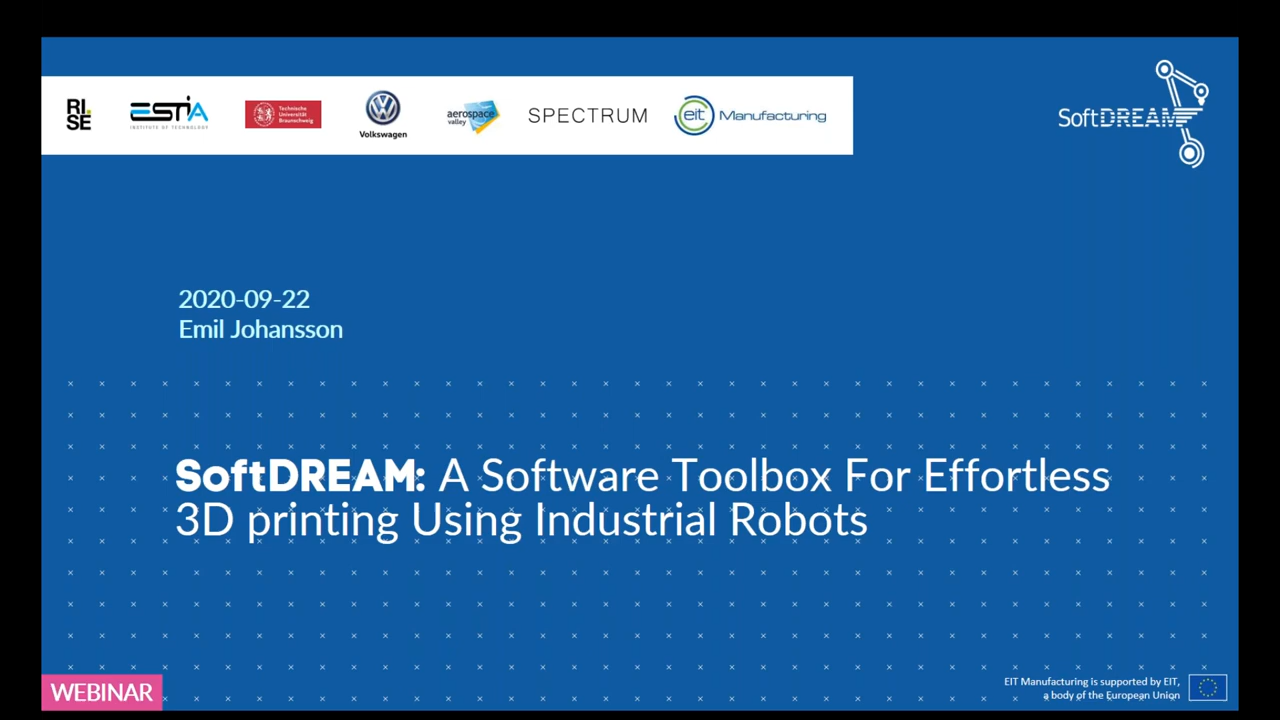 RI.
SE
ESTIA
INSTITUTE OF TECHNOLOGY
Technische
Universität
Braunschweig
Volkswagen
aerospace
valley
SPECTRUM
eit Manufacturing
SoftDREAM
2020-09-22
Emil Johansson
SoftDREAM: A Software Toolbox For Effortless
3D printing Using Industrial Robots
WEBINAR
EIT Manufacturing is supported by EIT,
a body of the European Union